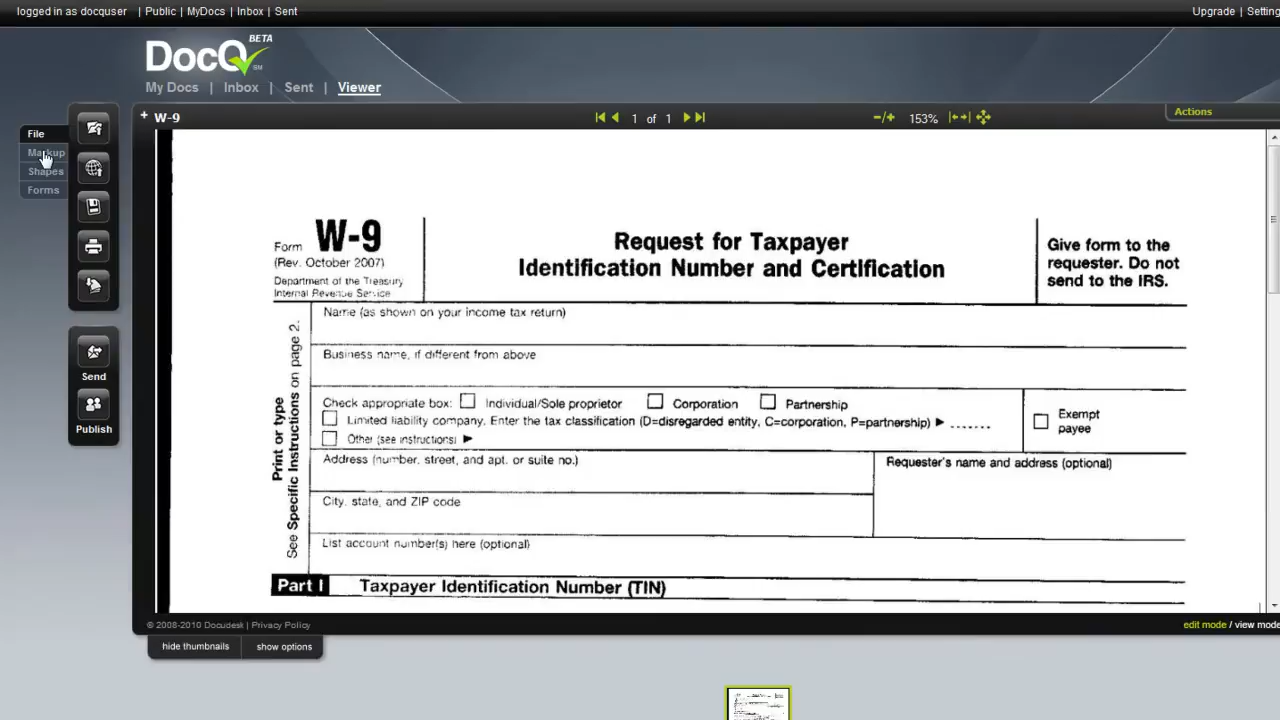 logged in as docquser | Public | MyDocs | Inbox | Sent
Upgrade | Setting
DocQ BETA SM
My Docs | Inbox | Sent | Viewer
+ W-9
1 of 1
-/+ 153%
Actions
File
Markup
Shapes
Forms
Send
Publish
Form W-9
(Rev. October 2007)
Department of the Treasury
Internal Revenue Service
Request for Taxpayer
Identification Number and Certification
Give form to the
requester. Do not
send to the IRS.
Print or type
See Specific Instructions on page 2.
Name (as shown on your income tax return)
Business name, if different from above
Check appropriate box: Individual/Sole proprietor Corporation Partnership
Limited liability company. Enter the tax classification (D=disregarded entity, C=corporation, P=partnership) ▶ .......
Other (see instructions) ▶
Exempt
payee
Address (number, street, and apt. or suite no.)
Requester's name and address (optional)
City, state, and ZIP code
List account number(s) here (optional)
Part I Taxpayer Identification Number (TIN)
© 2008-2010 Docudesk | Privacy Policy
edit mode / view mode
hide thumbnails
show options